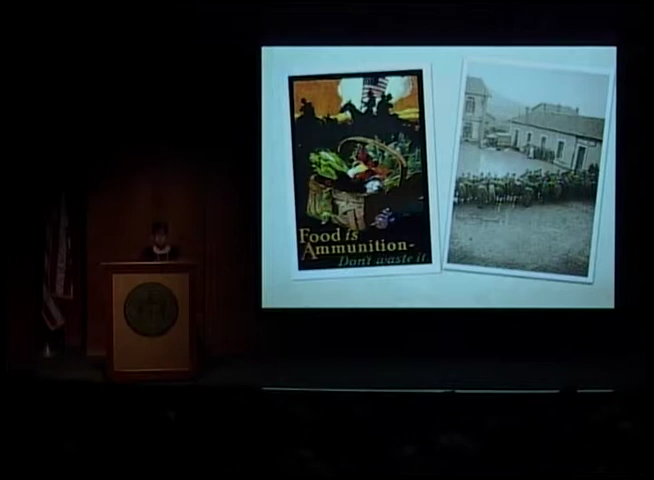 Food is
Ammunition-
Don't waste it.